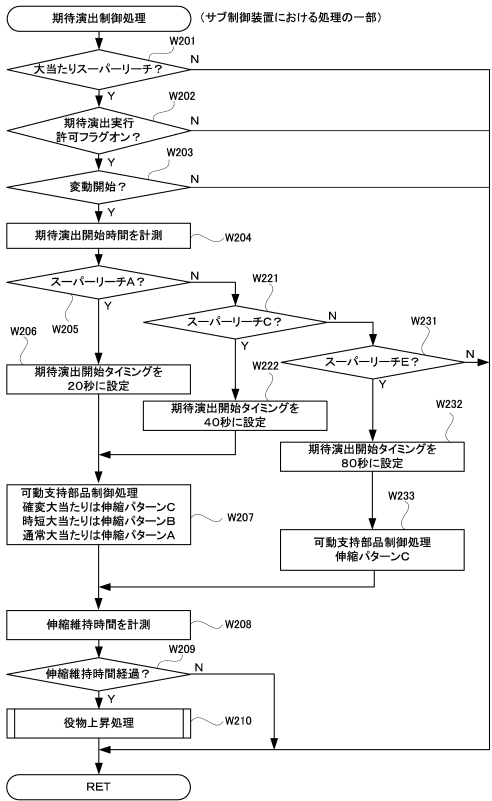 期待演出制御処理
(サブ制御装置における処理の一部)
W201
大当たりスーパーリーチ？
N
Y
W202
期待演出実行
許可フラグオン？
N
Y
W203
変動開始？
N
Y
期待演出開始時間を計測
W204
スーパーリーチA？
N
W205
Y
W221
スーパーリーチC？
N
Y
W231
スーパーリーチE？
N
Y
W206
期待演出開始タイミングを
20秒に設定
W222
期待演出開始タイミングを
40秒に設定
W232
期待演出開始タイミングを
80秒に設定
可動支持部品制御処理
確変大当たりは伸縮パターンC
時短大当たりは伸縮パターンB
通常大当たりは伸縮パターンA
W207
W233
可動支持部品制御処理
伸縮パターンC
伸縮維持時間を計測
W208
W209
伸縮維持時間経過？
N
Y
役物上昇処理
W210
RET